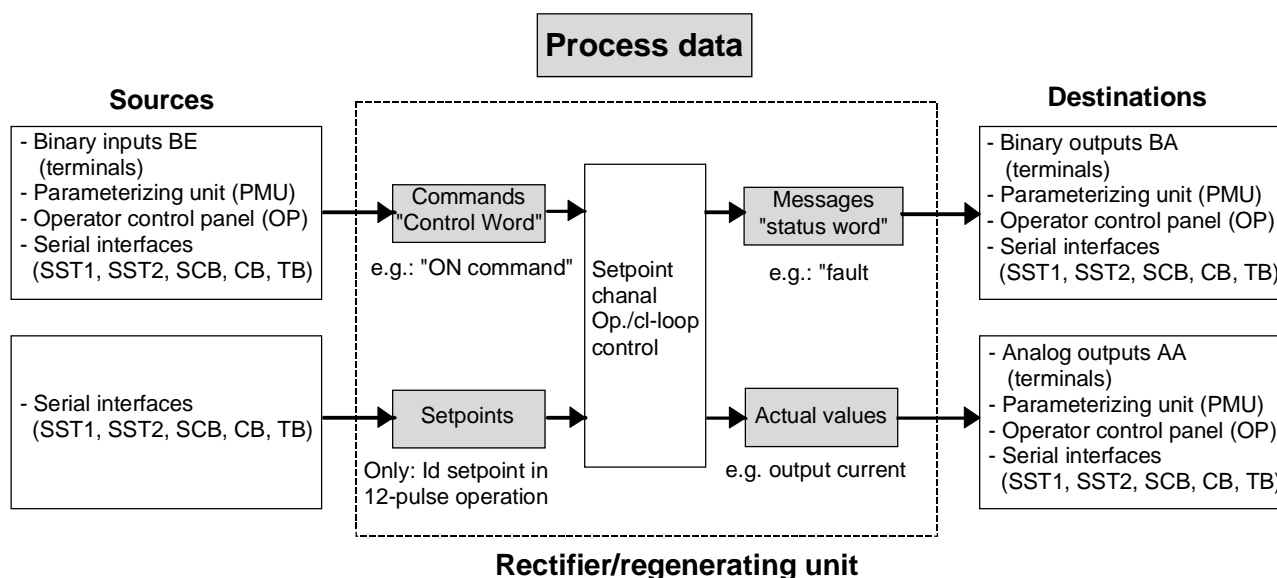 Process data
Sources
- Binary inputs BE
(terminals)
- Parameterizing unit (PMU)
- Operator control panel (OP)
- Serial interfaces
(SST1, SST2, SCB, CB, TB)
- Serial interfaces
(SST1, SST2, SCB, CB, TB)
Commands
"Control Word"
e.g.: "ON command"
Setpoints
Only: Id setpoint in
12-pulse operation
Setpoint
chanal
Op./cl-loop
control
Messages
"status word"
e.g.: "fault
Actual values
e.g. output current
Destinations
- Binary outputs BA
(terminals)
- Parameterizing unit (PMU)
- Operator control panel (OP)
- Serial interfaces
(SST1, SST2, SCB, CB, TB)
- Analog outputs AA
(terminals)
- Parameterizing unit (PMU)
- Operator control panel (OP)
- Serial interfaces
(SST1, SST2, SCB, CB, TB)
Rectifier/regenerating unit